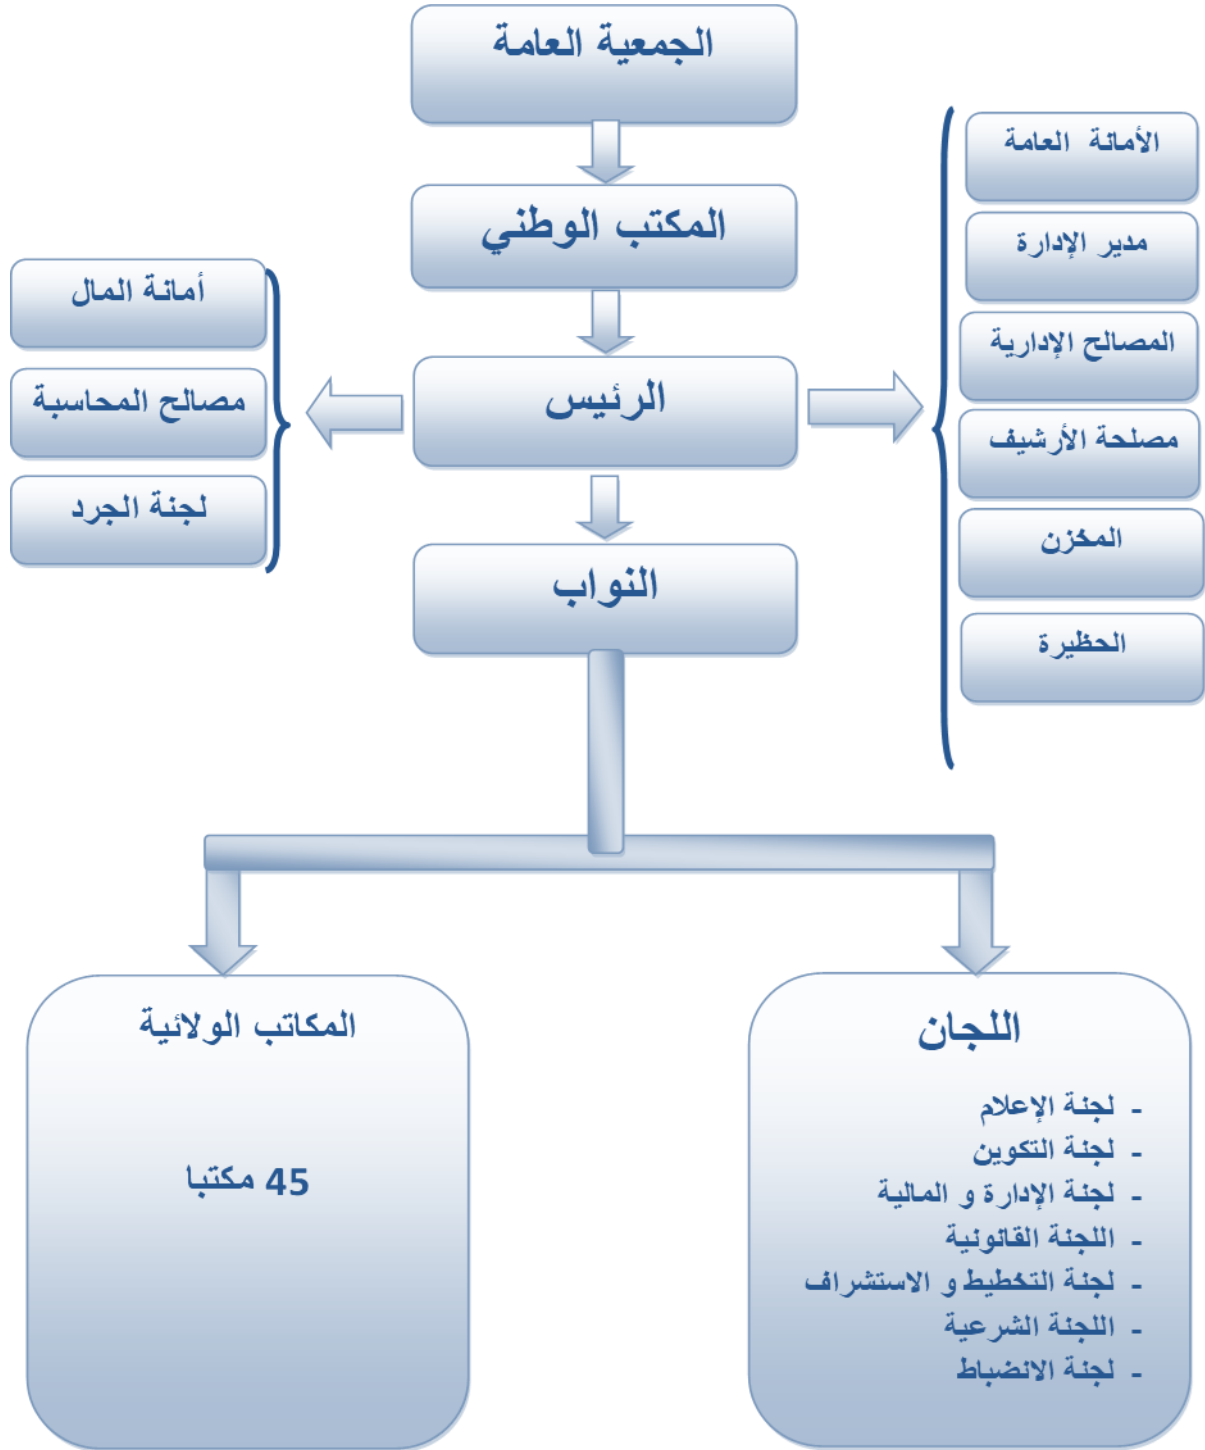 الجمعية العامة
المكتب الوطني
الرئيس
النواب
الأمانة العامة
مدير الإدارة
المصالح الإدارية
مصلحة الأرشيف
المخزن
الحظيرة
أمانة المال
مصالح المحاسبة
لجنة الجرد
اللجان
- لجنة الإعلام
- لجنة التكوين
- لجنة الإدارة و المالية
- اللجنة القانونية
- لجنة التخطيط و الاستشراف
- اللجنة الشرعية
- لجنة الانضباط
المكاتب الولائية
45 مكتبا